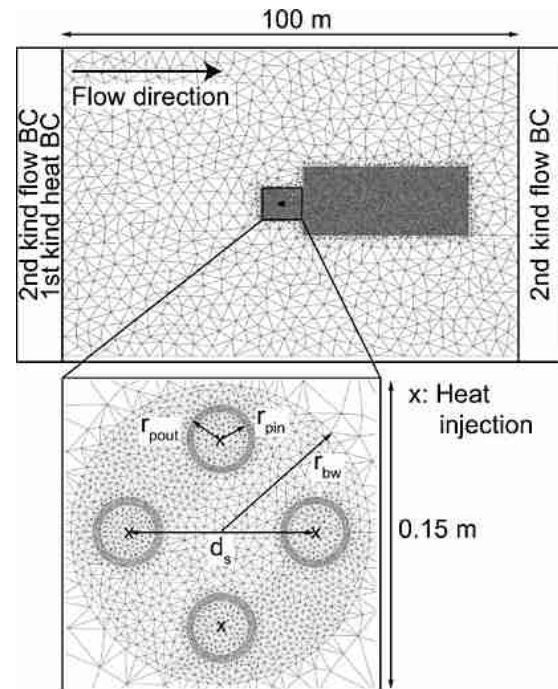 100 m
Flow direction
2nd kind flow BC
1st kind heat BC
2nd kind flow BC
x: Heat
injection
r_pout
r_pin
x
r_bw
x
x
d_s
0.15 m
x